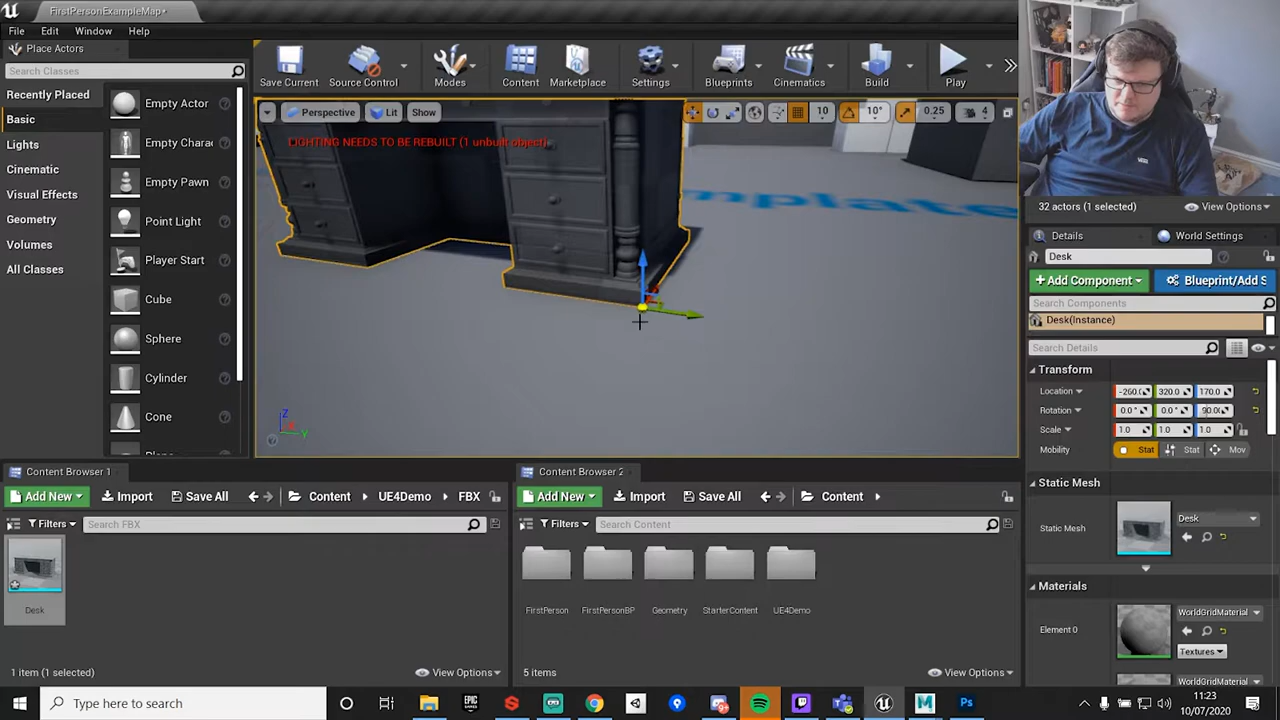 FirstPersonExampleMap*
File Edit Window Help
Place Actors
Search Classes
Recently Placed
Basic
Lights
Cinematic
Visual Effects
Geometry
Volumes
All Classes
Empty Actor
Empty Chara
Empty Pawn
Point Light
Player Start
Cube
Sphere
Cylinder
Cone
Save Current Source Control Modes Content Marketplace Settings Blueprints Cinematics Build Play
Perspective Lit Show 10 10° 0.25 4
LIGHTING NEEDS TO BE REBUILT (1 unbuilt object)
mplate
Z
Y
VANS
32 actors (1 selected) View Options
Details World Settings
Desk
+Add Component Blueprint/Add S
Search Components
Desk(Instance)
Search Details
Transform
Location -260.0 320.0 170.0
Rotation 0.0 ° 0.0 ° 90.0
Scale 1.0 1.0 1.0
Mobility Stat Stat Mov
Static Mesh
Static Mesh Desk
Materials
Element 0 WorldGridMaterial
Textures
WorldGridMaterial
Content Browser 1
Add New Import Save All Content UE4Demo FBX
Filters Search FBX
Desk
1 item (1 selected) View Options
Content Browser 2
Add New Import Save All Content
Filters Search Content
FirstPerson FirstPersonBP Geometry StarterContent UE4Demo
5 items View Options
Type here to search
EPIC GAMES
M
Ps
11:23
10/07/2020